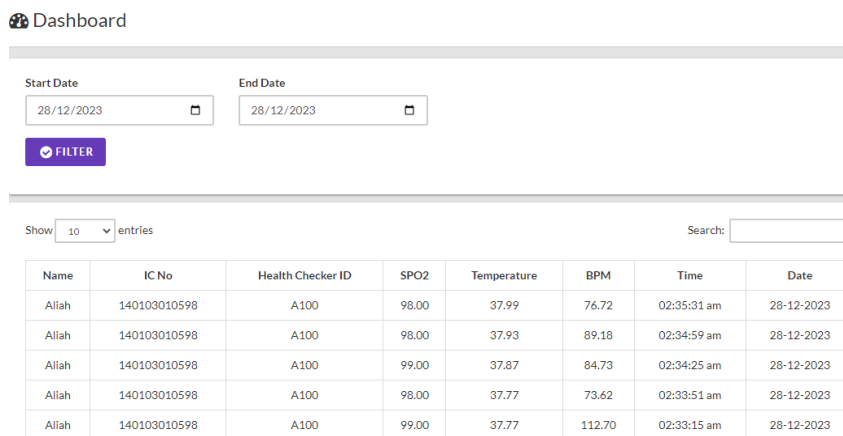 Dashboard
Start Date End Date
28/12/2023 28/12/2023
FILTER
Show 10 entries Search:
Name IC No Health Checker ID SPO2 Temperature BPM Time Date
Aliah 140103010598 A100 98.00 37.99 76.72 02:35:31 am 28-12-2023
Aliah 140103010598 A100 98.00 37.93 89.18 02:34:59 am 28-12-2023
Aliah 140103010598 A100 99.00 37.87 84.73 02:34:25 am 28-12-2023
Aliah 140103010598 A100 98.00 37.77 73.62 02:33:51 am 28-12-2023
Aliah 140103010598 A100 99.00 37.77 112.70 02:33:15 am 28-12-2023